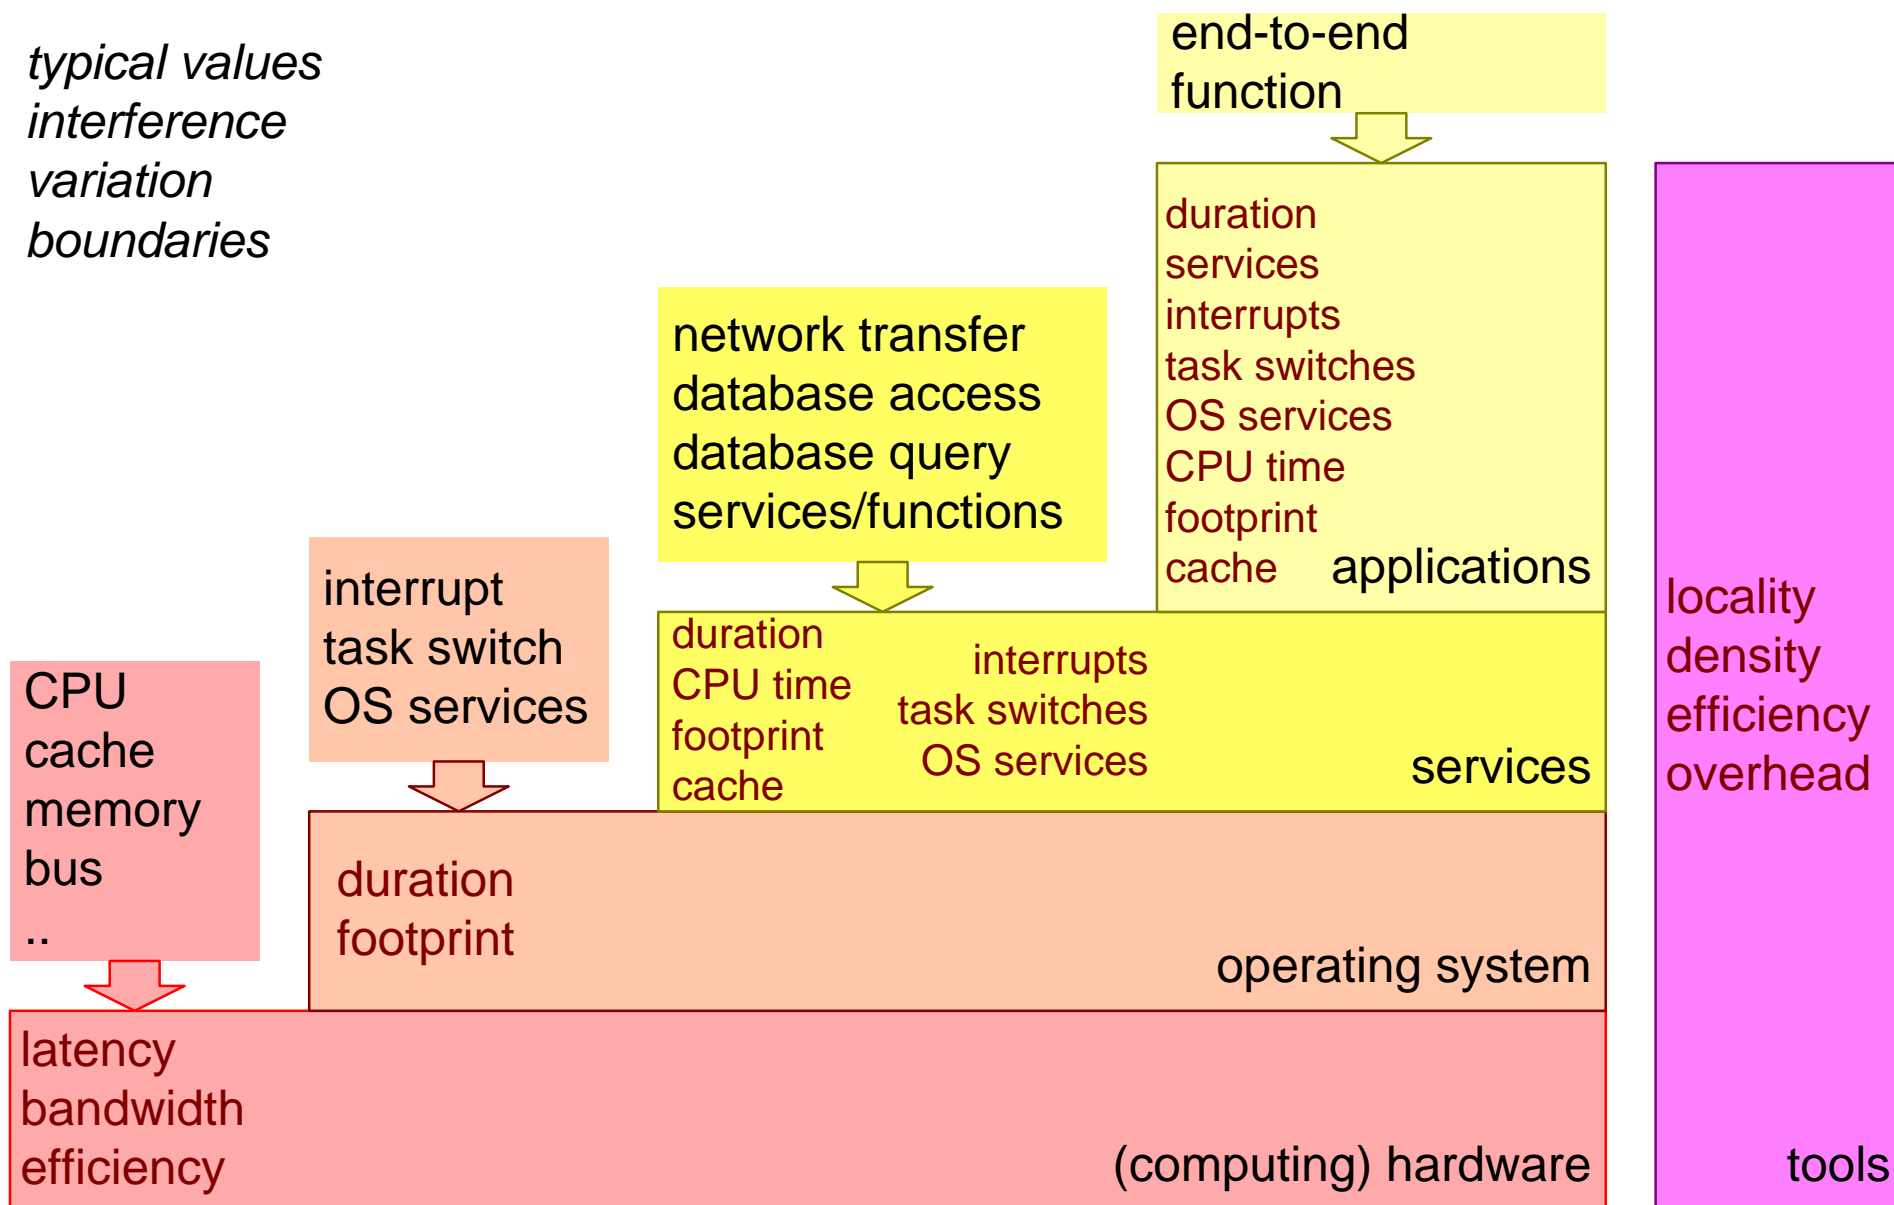 typical values
interference
variation
boundaries
end-to-end
function
duration
services
interrupts
task switches
OS services
CPU time
footprint
cache
applications
network transfer
database access
database query
services/functions
duration
CPU time
footprint
cache
interrupts
task switches
OS services
services
interrupt
task switch
OS services
duration
footprint
operating system
CPU
cache
memory
bus
..
latency
bandwidth
efficiency
(computing) hardware
locality
density
efficiency
overhead
tools